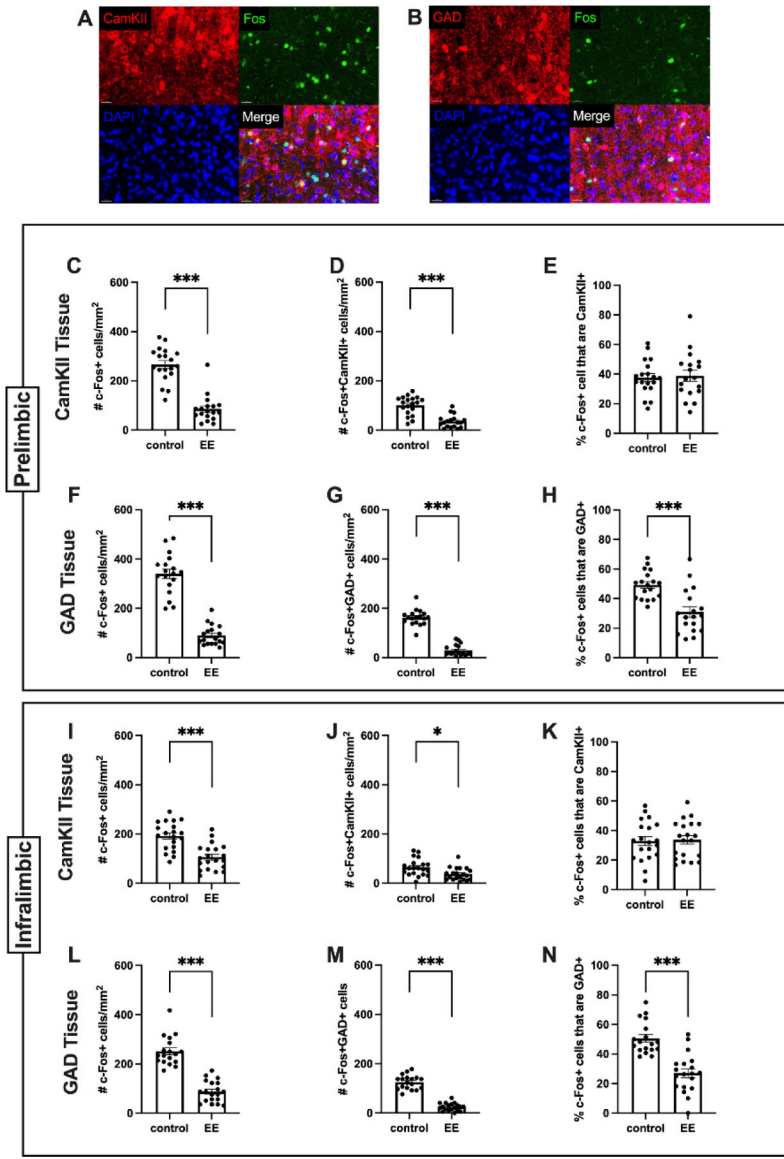 A
CamKII
Fos
DAPI
Merge
B
GAD
Fos
DAPI
Merge
Prelimbic
CamKII Tissue
C
# c-Fos+ cells/mm²
600
400
200
0
***
control
EE
D
# c-Fos+CamKII+ cells/mm²
600
400
200
0
***
control
EE
E
% c-Fos+ cell that are CamKII+
100
80
60
40
20
0
control
EE
GAD Tissue
F
# c-Fos+ cells/mm²
600
400
200
0
***
control
EE
G
# c-Fos+GAD+ cells/mm²
600
400
200
0
***
control
EE
H
% c-Fos+ cells that are GAD+
100
80
60
40
20
0
***
control
EE
Infralimbic
CamKII Tissue
I
# c-Fos+ cells/mm²
600
400
200
0
***
control
EE
J
# c-Fos+CamKII+ cells/mm²
600
400
200
0
*
control
EE
K
% c-Fos+ cells that are CamKII+
100
80
60
40
20
0
control
EE
GAD Tissue
L
# c-Fos+ cells/mm²
600
400
200
0
***
control
EE
M
# c-Fos+GAD+ cells
600
400
200
0
***
control
EE
N
% c-Fos+ cells that are GAD+
100
80
60
40
20
0
***
control
EE